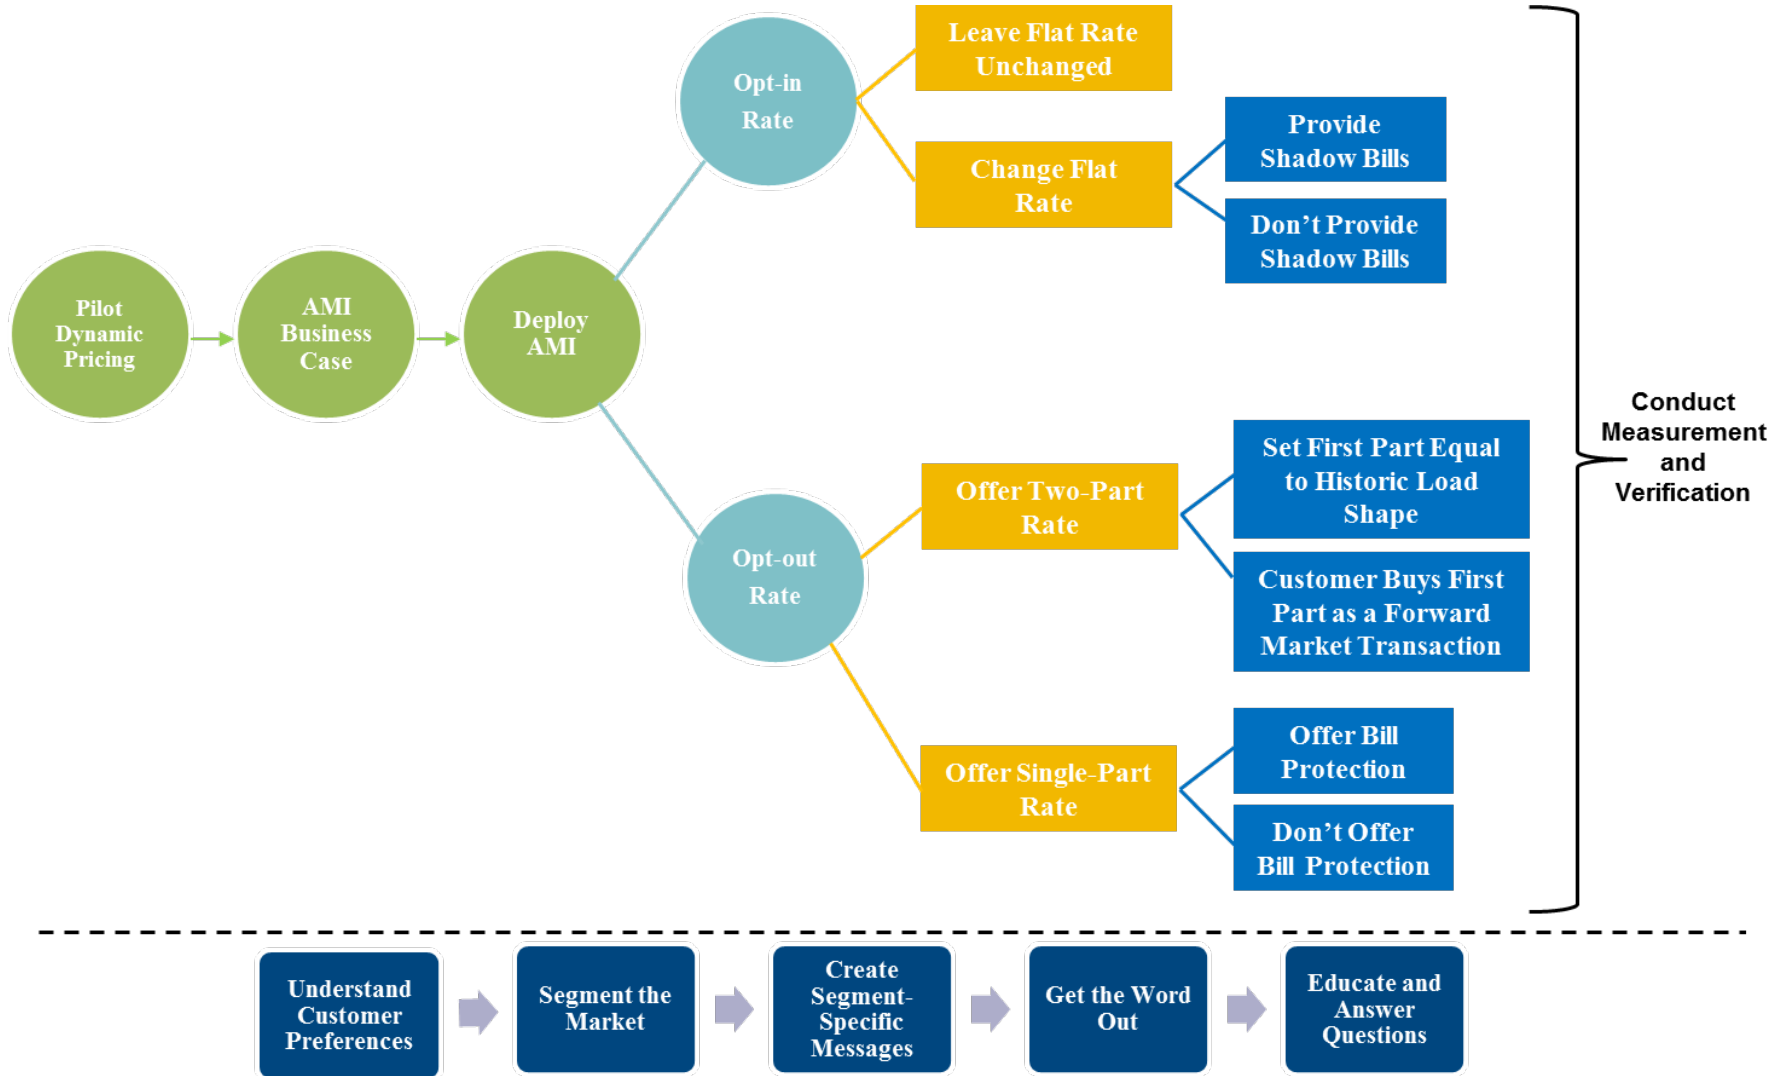 Pilot
Dynamic
Pricing
AMI
Business
Case
Deploy
AMI
Opt-in
Rate
Leave Flat Rate
Unchanged
Change Flat
Rate
Provide
Shadow Bills
Don’t Provide
Shadow Bills
Opt-out
Rate
Offer Two-Part
Rate
Set First Part Equal
to Historic Load
Shape
Customer Buys First
Part as a Forward
Market Transaction
Offer Single-Part
Rate
Offer Bill
Protection
Don’t Offer
Bill Protection
Conduct
Measurement
and
Verification
Understand
Customer
Preferences
Segment the
Market
Create
Segment-
Specific
Messages
Get the Word
Out
Educate and
Answer
Questions